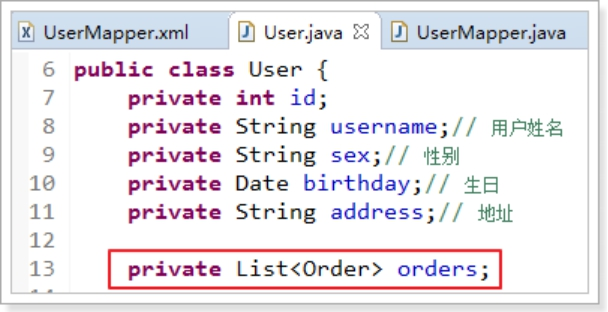 UserMapper.xml User.java UserMapper.java
6 public class User {
7 private int id;
8 private String username;// 用户姓名
9 private String sex;// 性别
10 private Date birthday;// 生日
11 private String address;// 地址
12
13 private List<Order> orders;